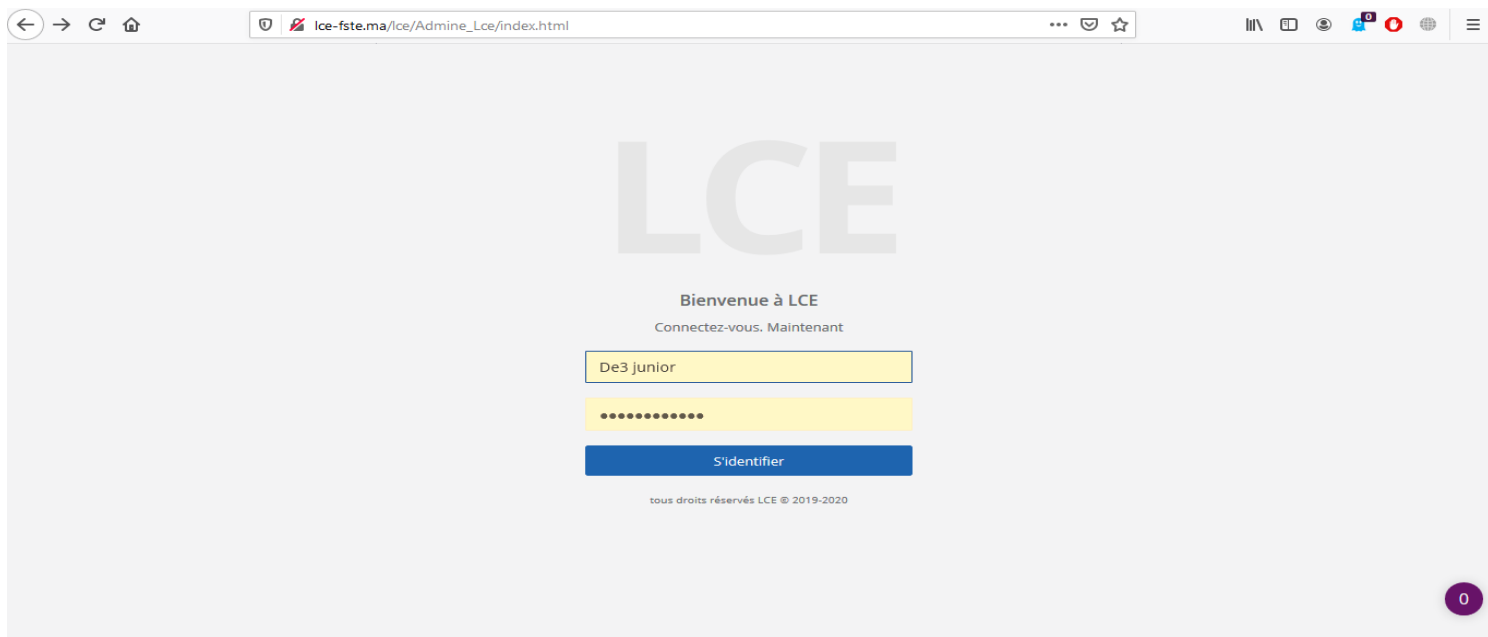 lce-fste.ma/lce/Admine_Lce/index.html
0
LCE
Bienvenue à LCE
Connectez-vous. Maintenant
De3 junior
••••••••••••
S'identifier
tous droits réservés LCE © 2019-2020
0